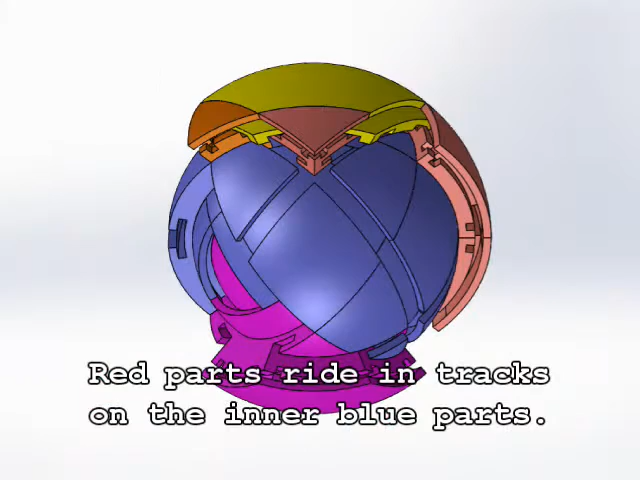 Red parts ride in tracks
on the inner blue parts.